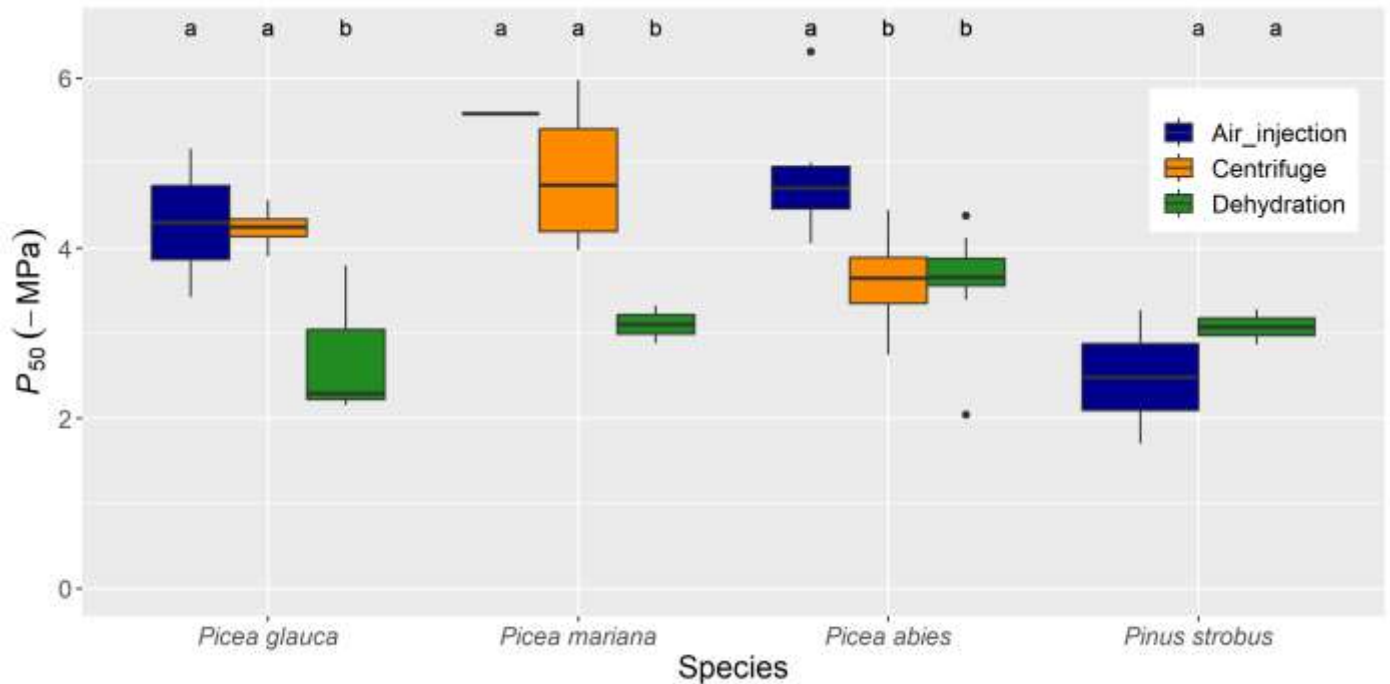 a a b a a b a b b a a
6
4
2
0
P50 (−MPa)
Air_injection
Centrifuge
Dehydration
Picea glauca Picea mariana Picea abies Pinus strobus
Species